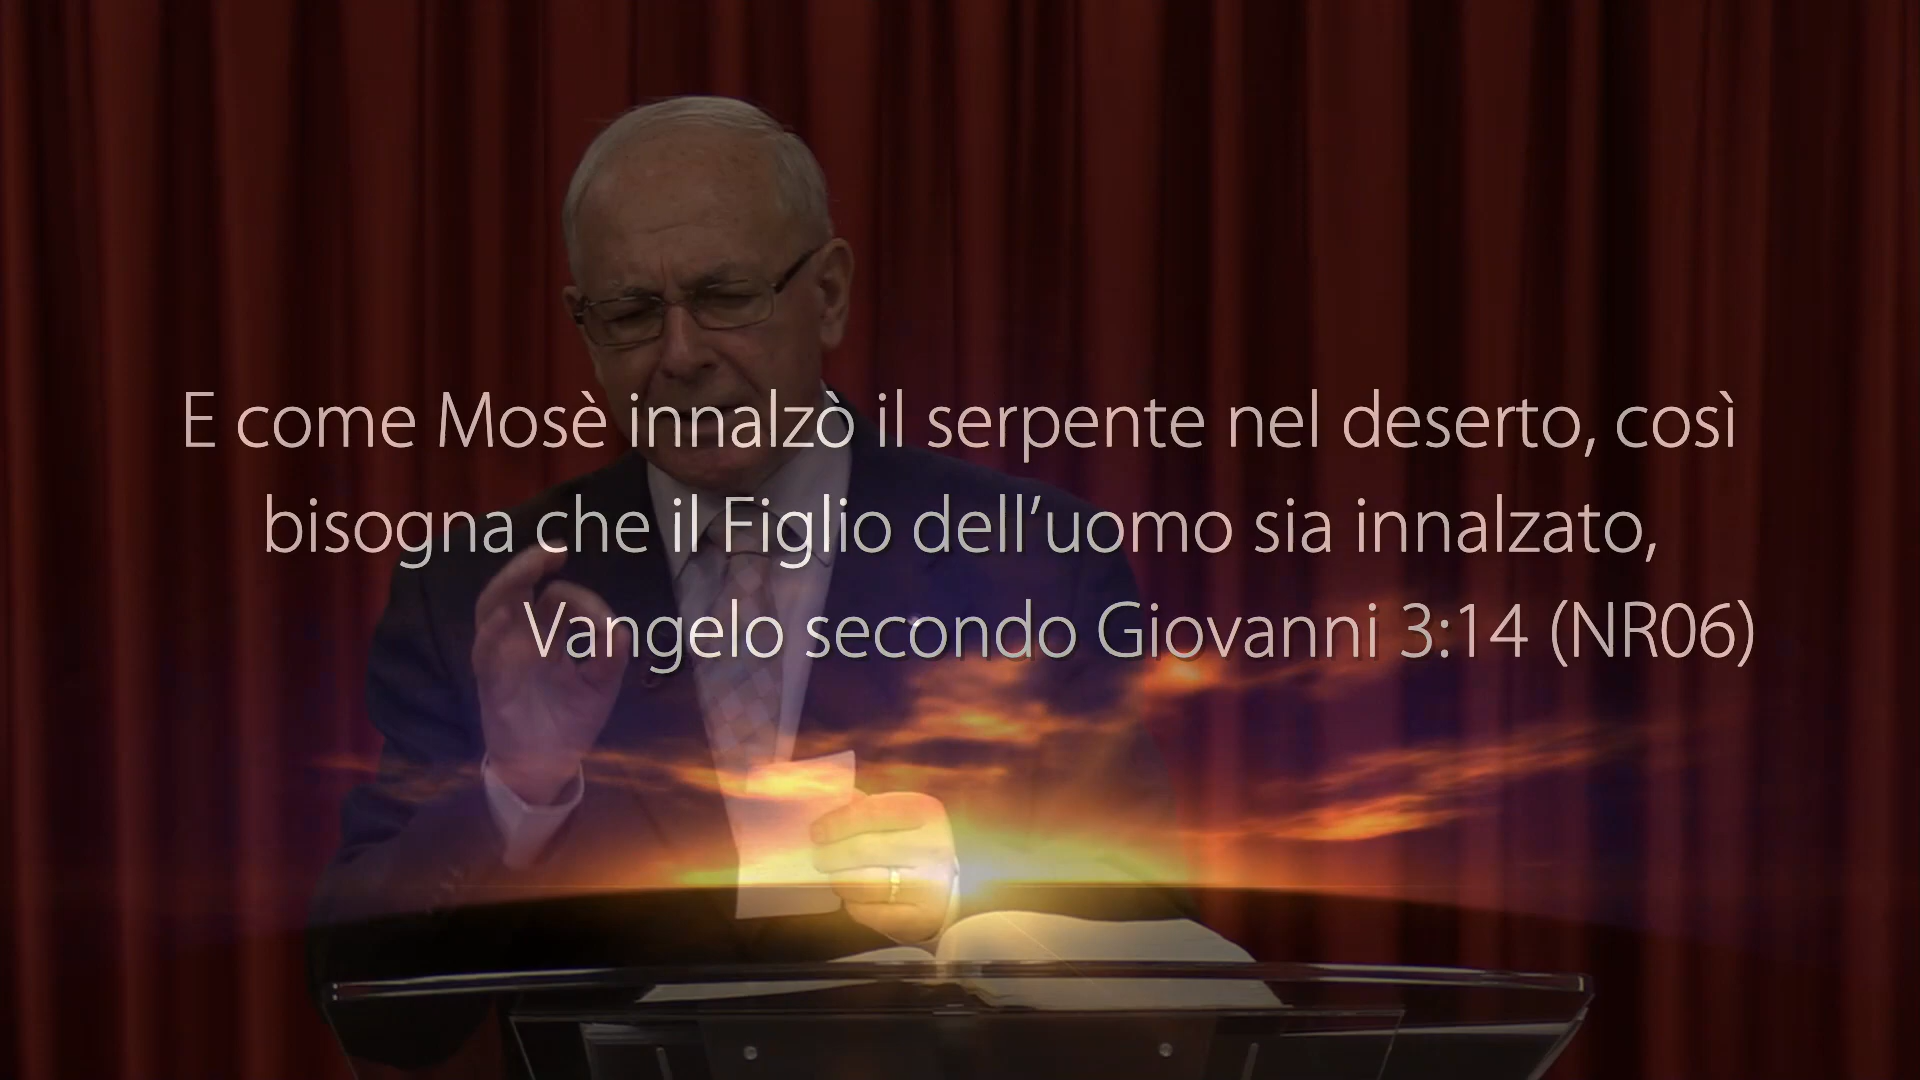 E come Mosè innalzò il serpente nel deserto, così
bisogna che il Figlio dell’uomo sia innalzato,
Vangelo secondo Giovanni 3:14 (NR06)